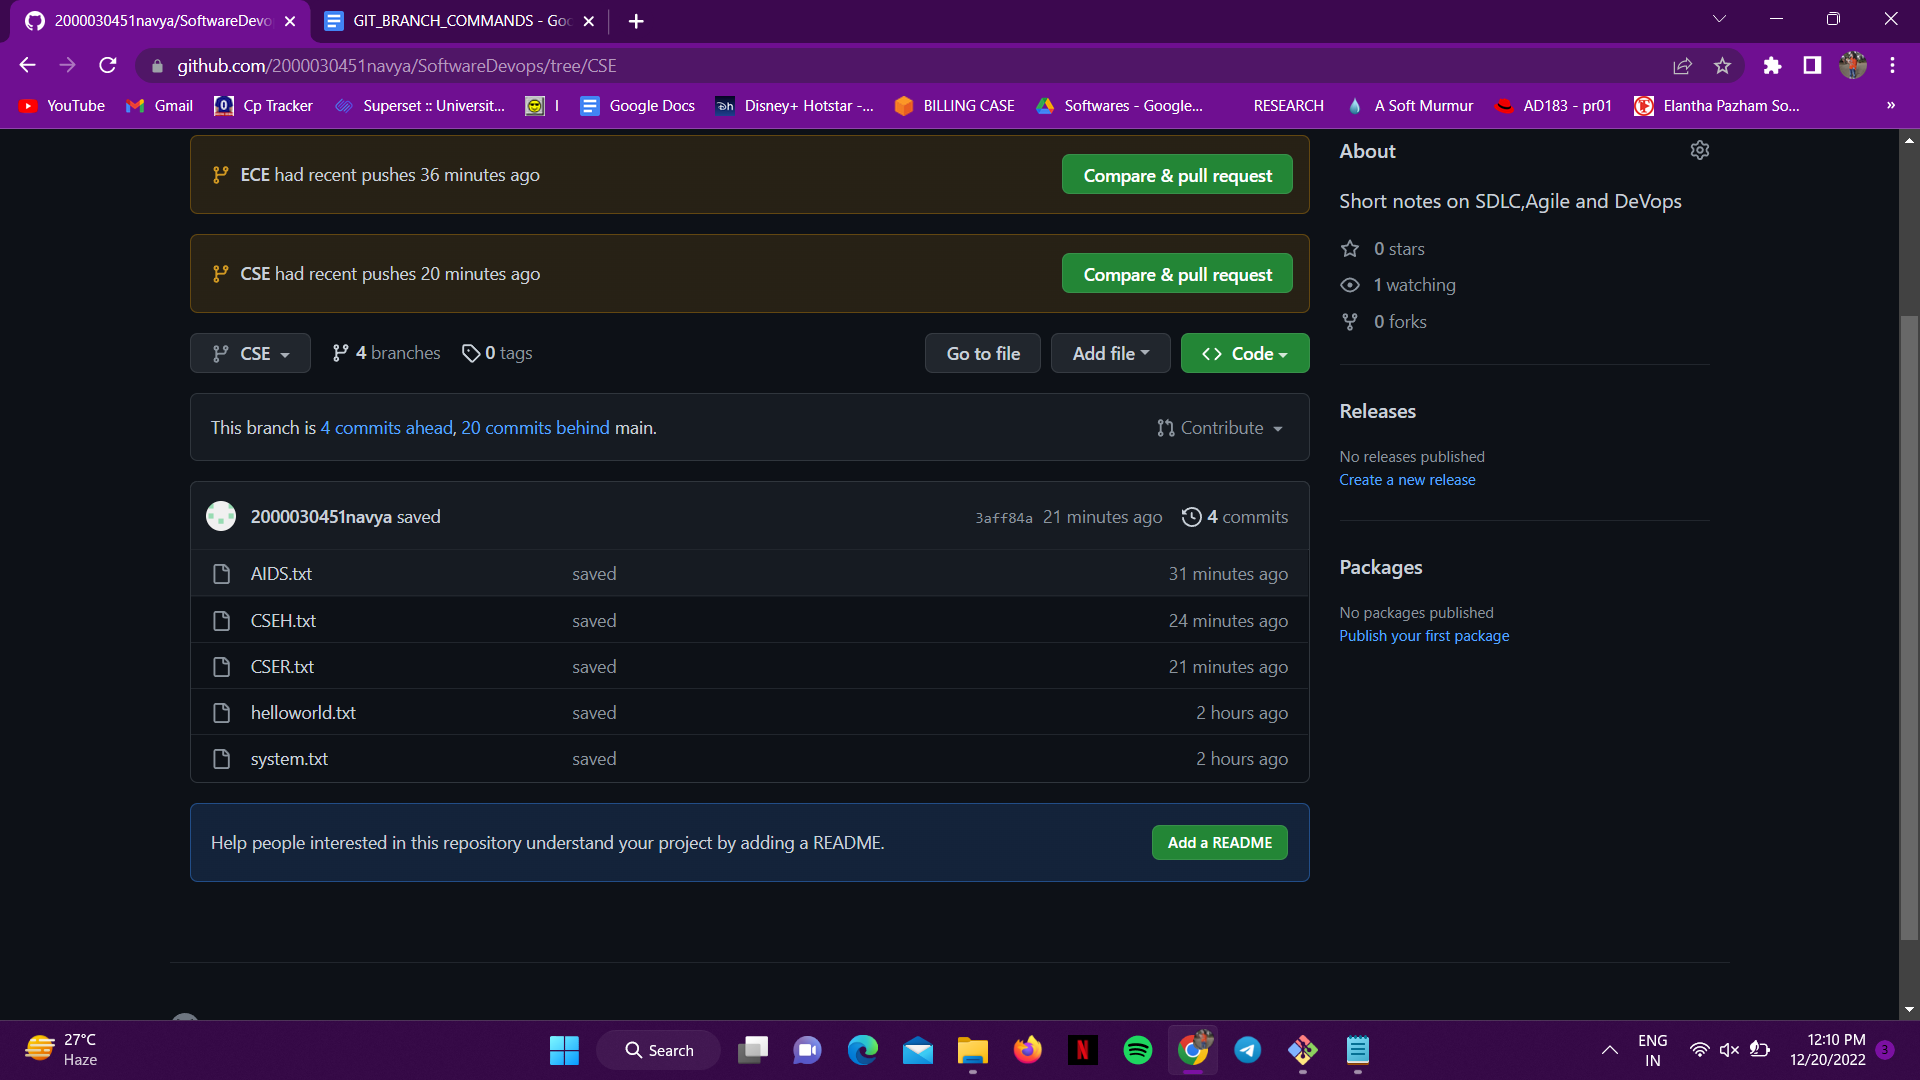 2000030451navya/SoftwareDevo
GIT_BRANCH_COMMANDS - Goo
github.com/2000030451navya/SoftwareDevops/tree/CSE
YouTube
Gmail
Cp Tracker
Superset :: Universit...
I
Google Docs
Disney+ Hotstar -...
BILLING CASE
Softwares - Google...
RESEARCH
A Soft Murmur
AD183 - pr01
Elantha Pazham So...
»
ECE had recent pushes 36 minutes ago
Compare & pull request
CSE had recent pushes 20 minutes ago
Compare & pull request
CSE
4 branches
0 tags
Go to file
Add file
Code
This branch is 4 commits ahead, 20 commits behind main.
Contribute
2000030451navya saved
3aff84a 21 minutes ago
4 commits
AIDS.txt saved 31 minutes ago
CSEH.txt saved 24 minutes ago
CSER.txt saved 21 minutes ago
helloworld.txt saved 2 hours ago
system.txt saved 2 hours ago
Help people interested in this repository understand your project by adding a README.
Add a README
About
Short notes on SDLC,Agile and DeVops
0 stars
1 watching
0 forks
Releases
No releases published
Create a new release
Packages
No packages published
Publish your first package
27°C
Haze
Search
ENG
IN
12:10 PM
12/20/2022
3